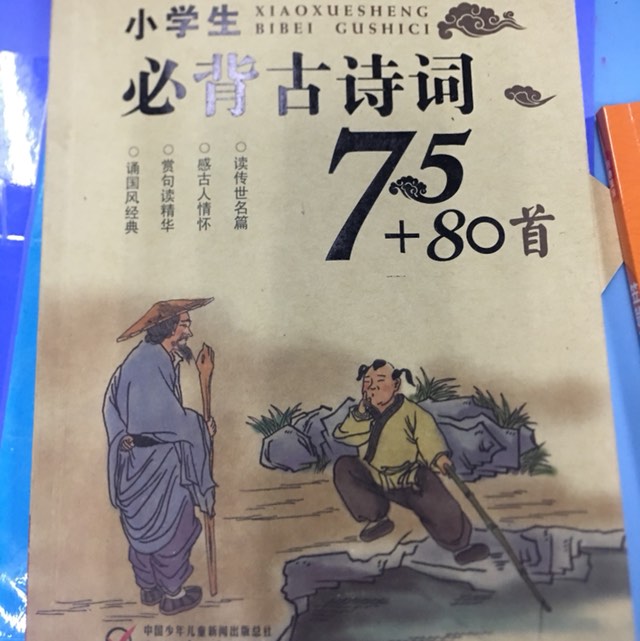 小学生
XIAOXUESHENG
BIBEI GUSHICI
必背古诗词
75
+80首
○读传世名篇
○感古人情怀
○赏句读精华
○诵国风经典
中国少年儿童新闻出版总社